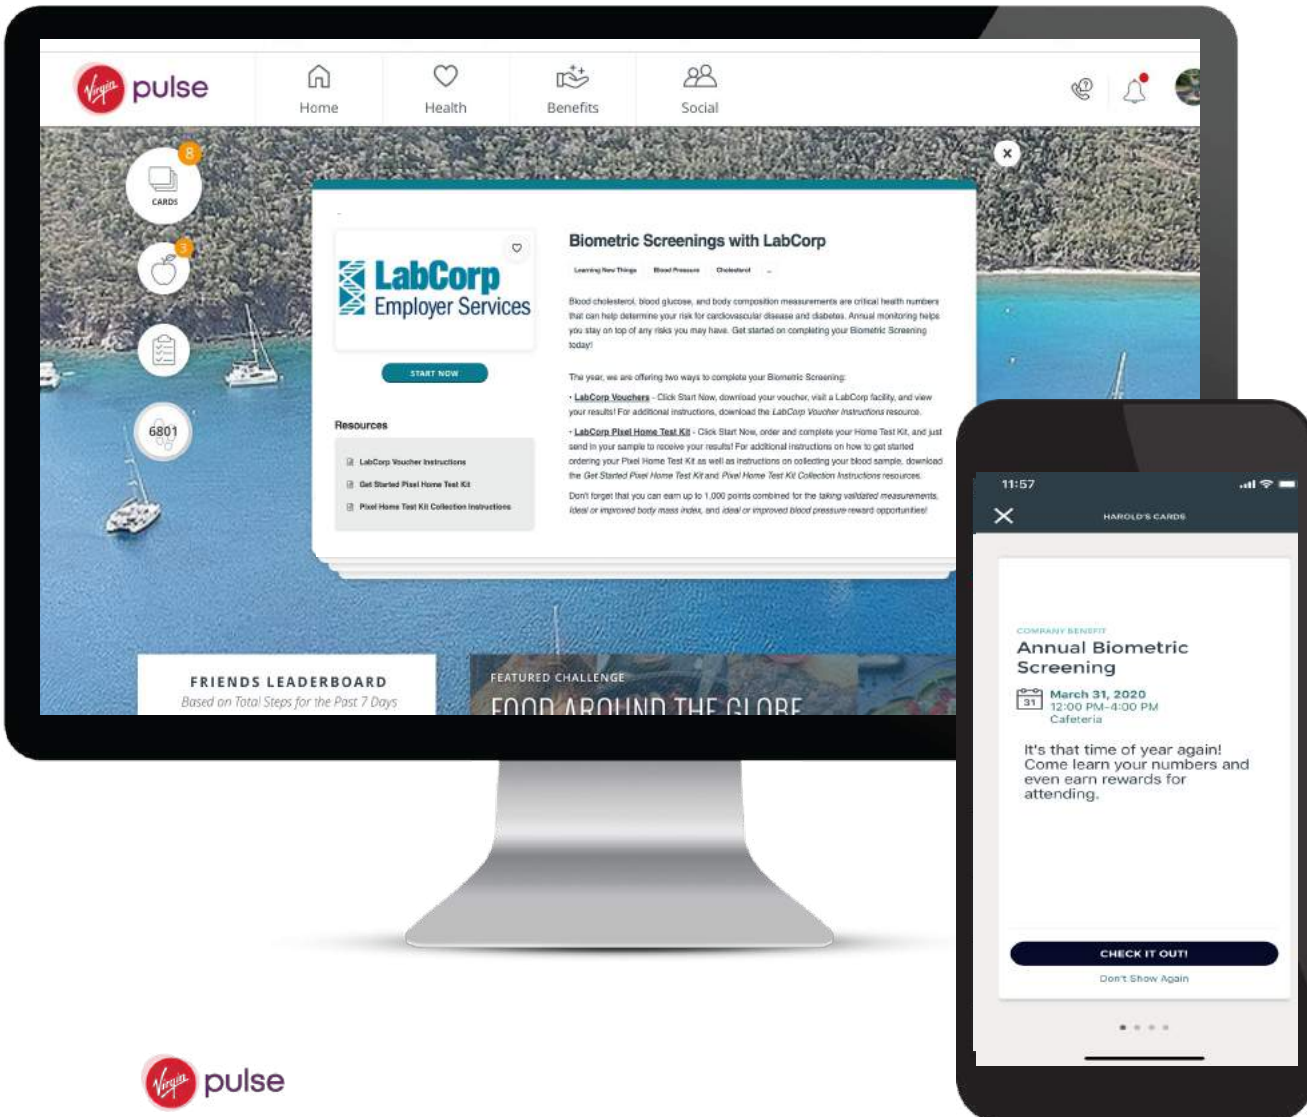 Virgin pulse
Home
Health
Benefits
Social
8
CARDS
3
6801
LabCorp
Employer Services
START NOW
Resources
LabCorp Voucher Instructions
Get Started Pixel Home Test Kit
Pixel Home Test Kit Collection Instructions
Biometric Screenings with LabCorp
Learning New Things Blood Pressure Cholesterol ...
Blood cholesterol, blood glucose, and body composition measurements are critical health numbers
that can help determine your risk for cardiovascular disease and diabetes. Annual monitoring helps
you stay on top of any risks you may have. Get started on completing your Biometric Screening
today!
The year, we are offering two ways to complete your Biometric Screening:
• LabCorp Vouchers - Click Start Now, download your voucher, visit a LabCorp facility, and view
your results! For additional instructions, download the LabCorp Voucher Instructions resource.
• LabCorp Pixel Home Test Kit - Click Start Now, order and complete your Home Test Kit, and just
send in your sample to receive your results! For additional instructions on how to get started
ordering your Pixel Home Test Kit as well as instructions on collecting your blood sample, download
the Get Started Pixel Home Test Kit and Pixel Home Test Kit Collection Instructions resources.
Don't forget that you can earn up to 1,000 points combined for the taking validated measurements,
ideal or improved body mass index, and ideal or improved blood pressure reward opportunities!
FRIENDS LEADERBOARD
Based on Total Steps for the Past 7 Days
FEATURED CHALLENGE
FOOD AROUND THE GLOBE
11:57
HAROLD'S CARDS
COMPANY BENEFIT
Annual Biometric
Screening
31
March 31, 2020
12:00 PM-4:00 PM
Cafeteria
It's that time of year again!
Come learn your numbers and
even earn rewards for
attending.
CHECK IT OUT!
Don't Show Again
Virgin pulse